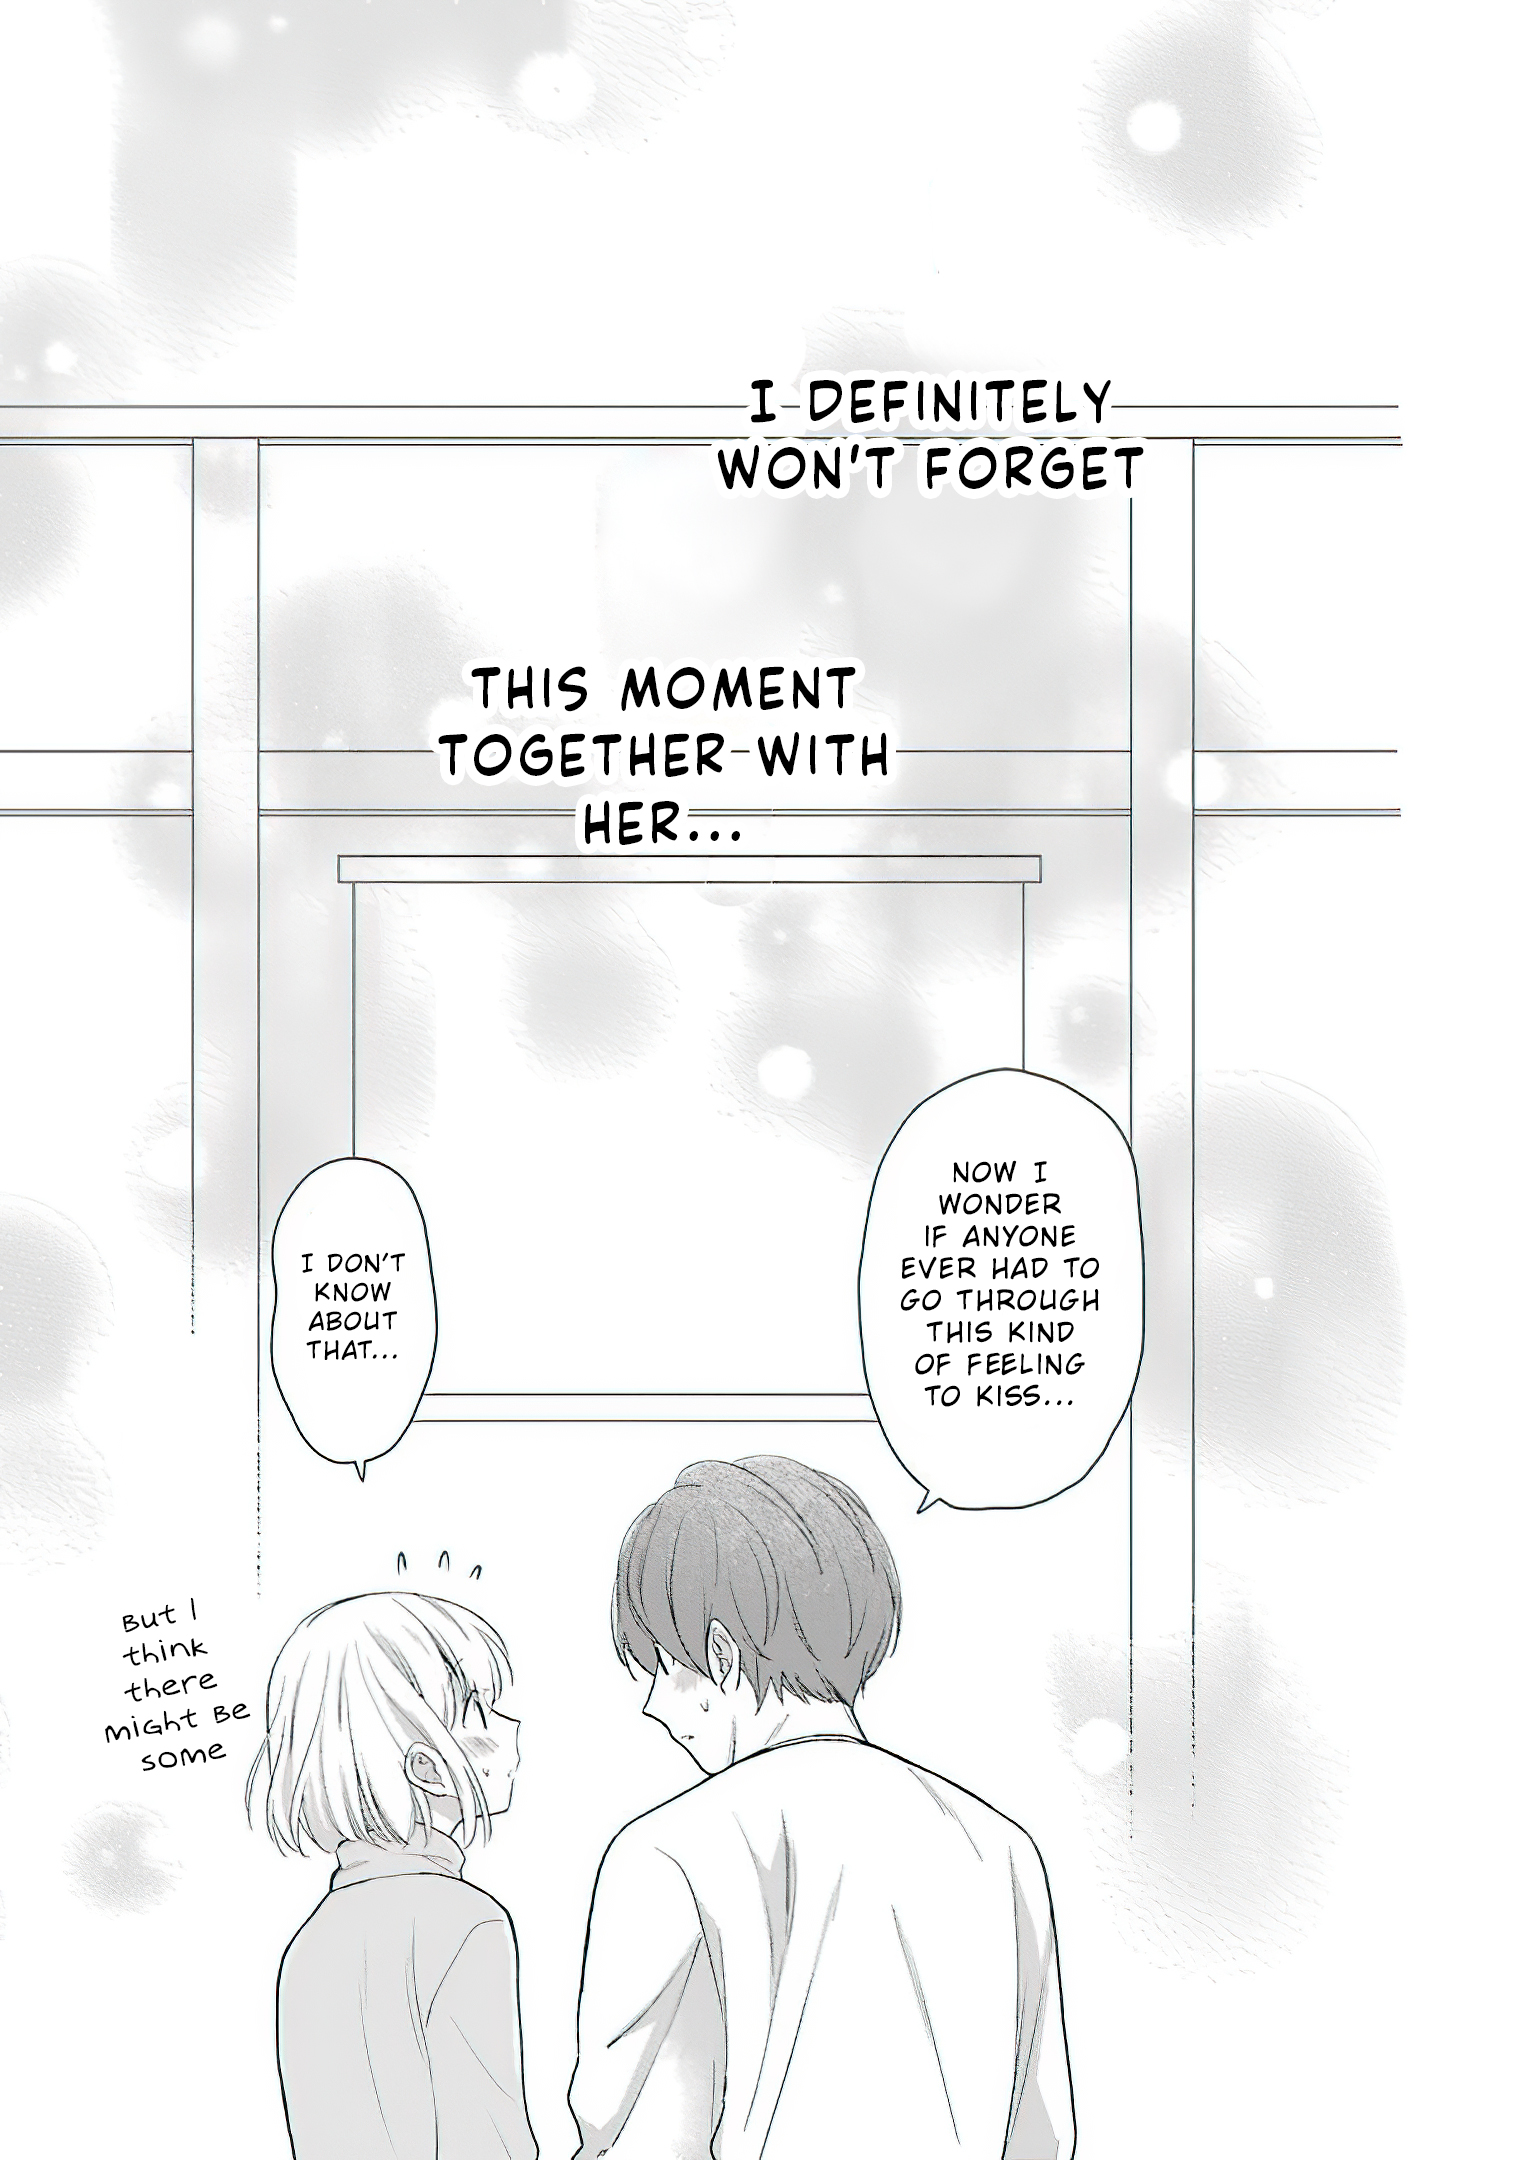 I DEFINITELY
WON'T FORGET
THIS MOMENT
TOGETHER WITH
HER...
NOW I
WONDER
IF ANYONE
EVER HAD TO
GO THROUGH
THIS KIND
OF FEELING
TO KISS...
I DON'T
KNOW
ABOUT
THAT...
But I
think
there
might Be
some